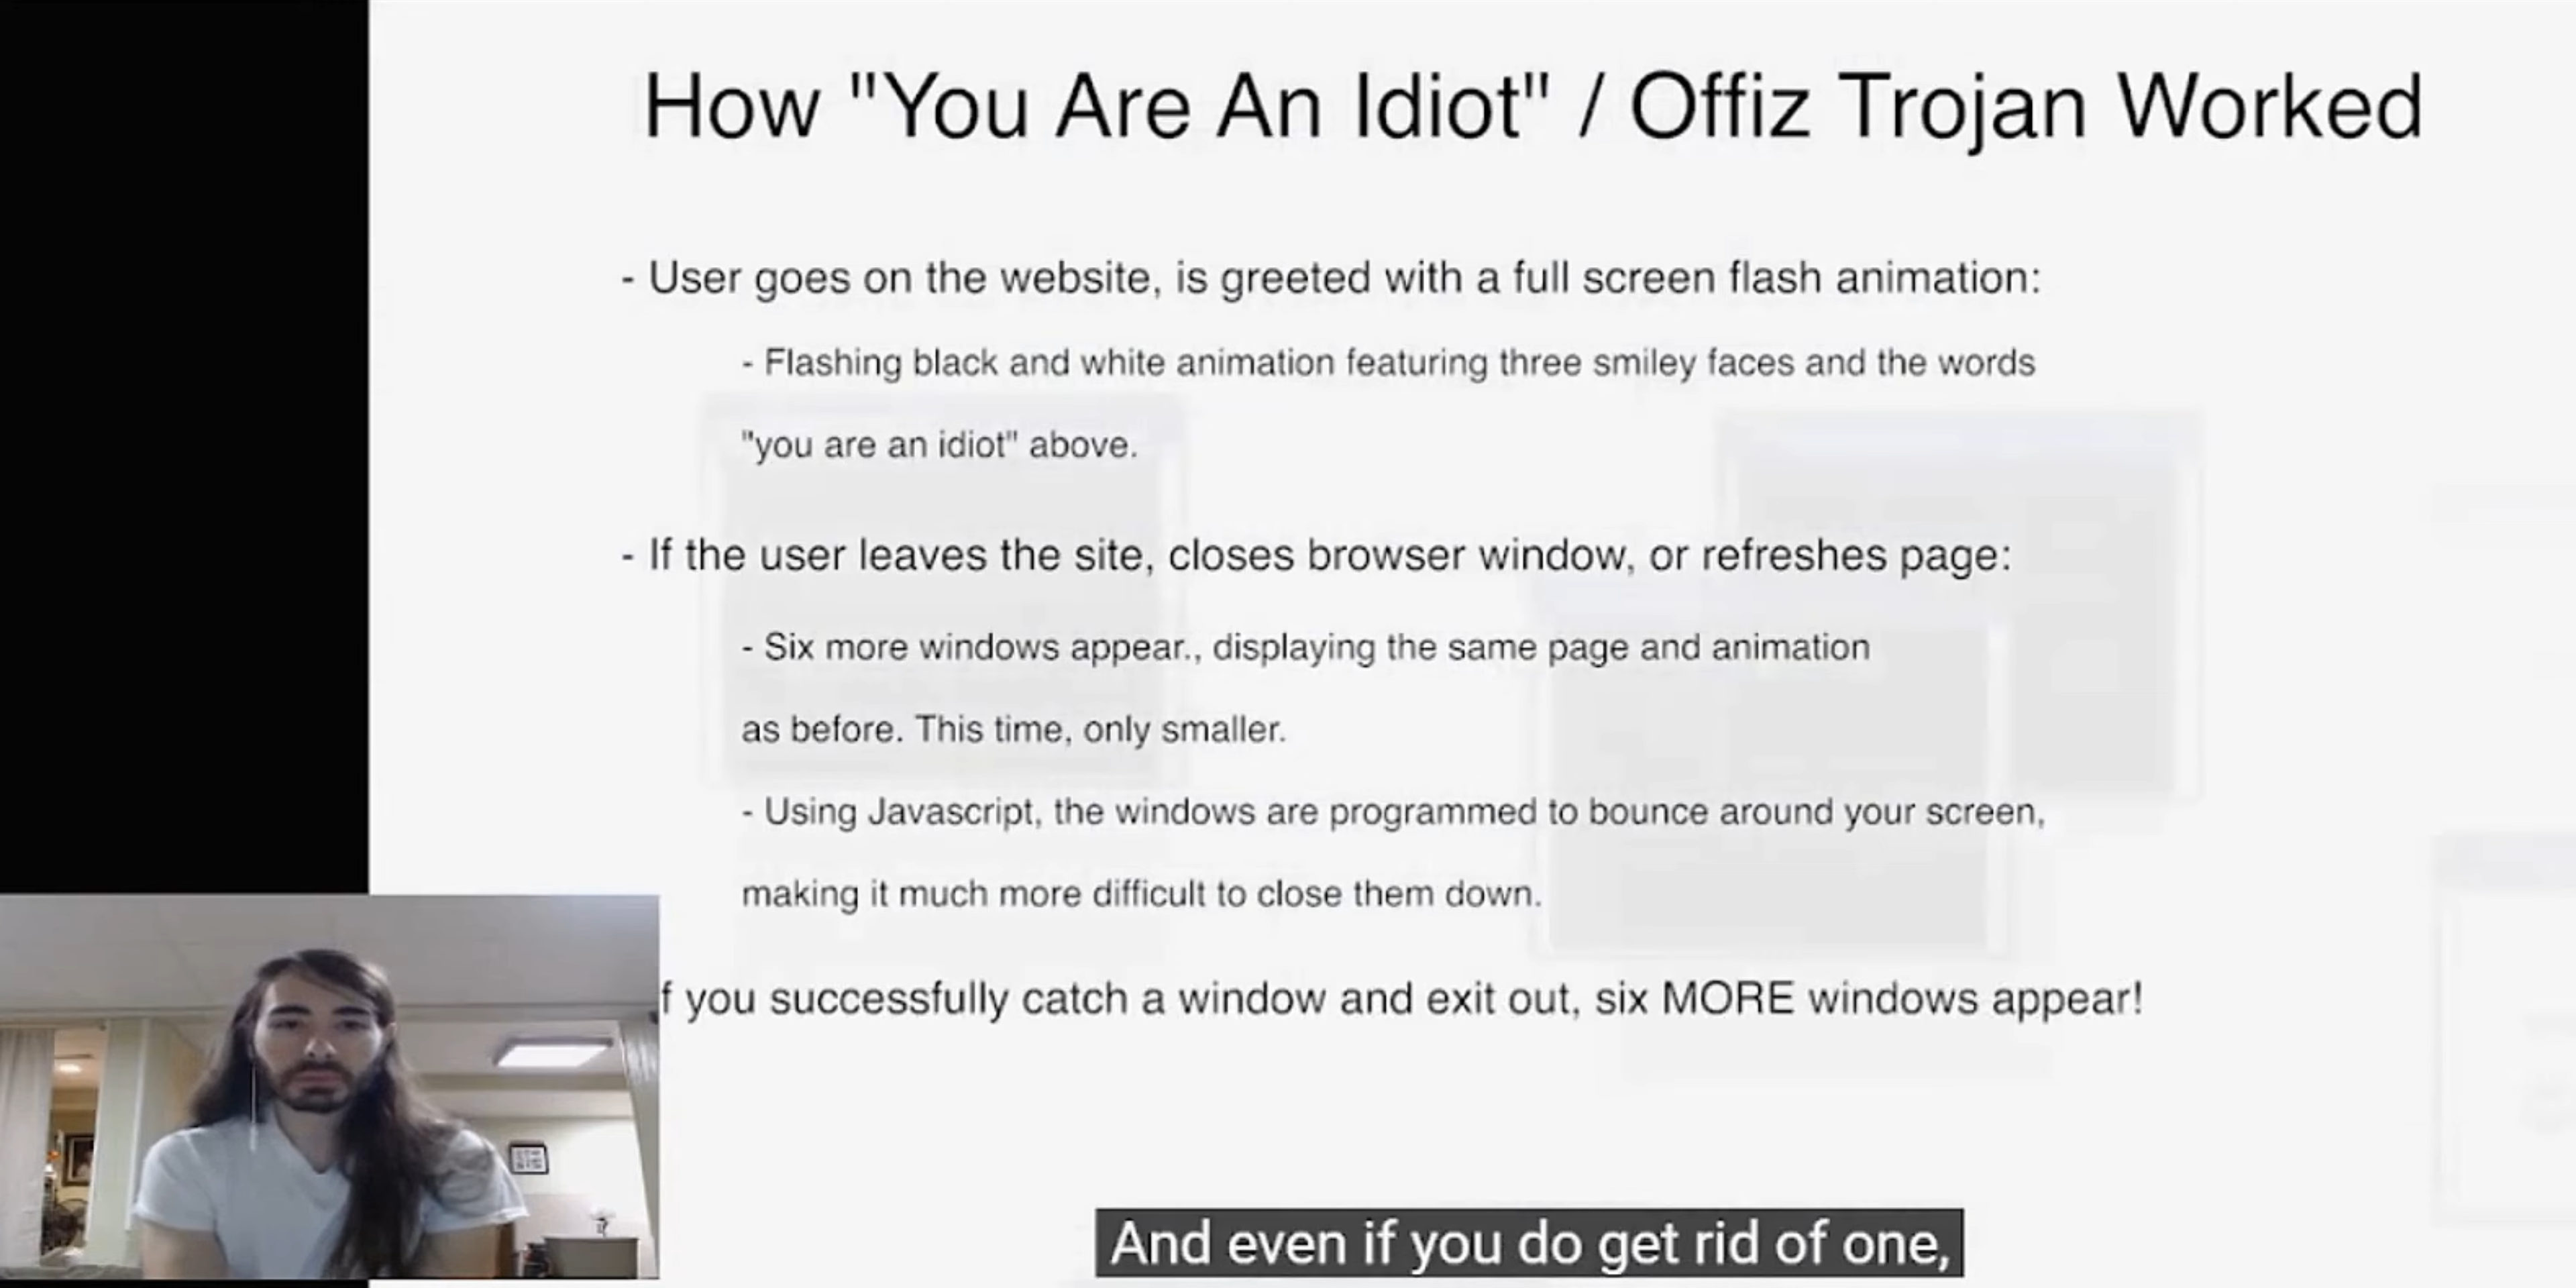 How "You Are An Idiot" / Offiz Trojan Worked
- User goes on the website, is greeted with a full screen flash animation:
- Flashing black and white animation featuring three smiley faces and the words
"you are an idiot" above.
- If the user leaves the site, closes browser window, or refreshes page:
- Six more windows appear., displaying the same page and animation
as before. This time, only smaller.
- Using Javascript, the windows are programmed to bounce around your screen,
making it much more difficult to close them down.
f you successfully catch a window and exit out, six MORE windows appear!
And even if you do get rid of one,